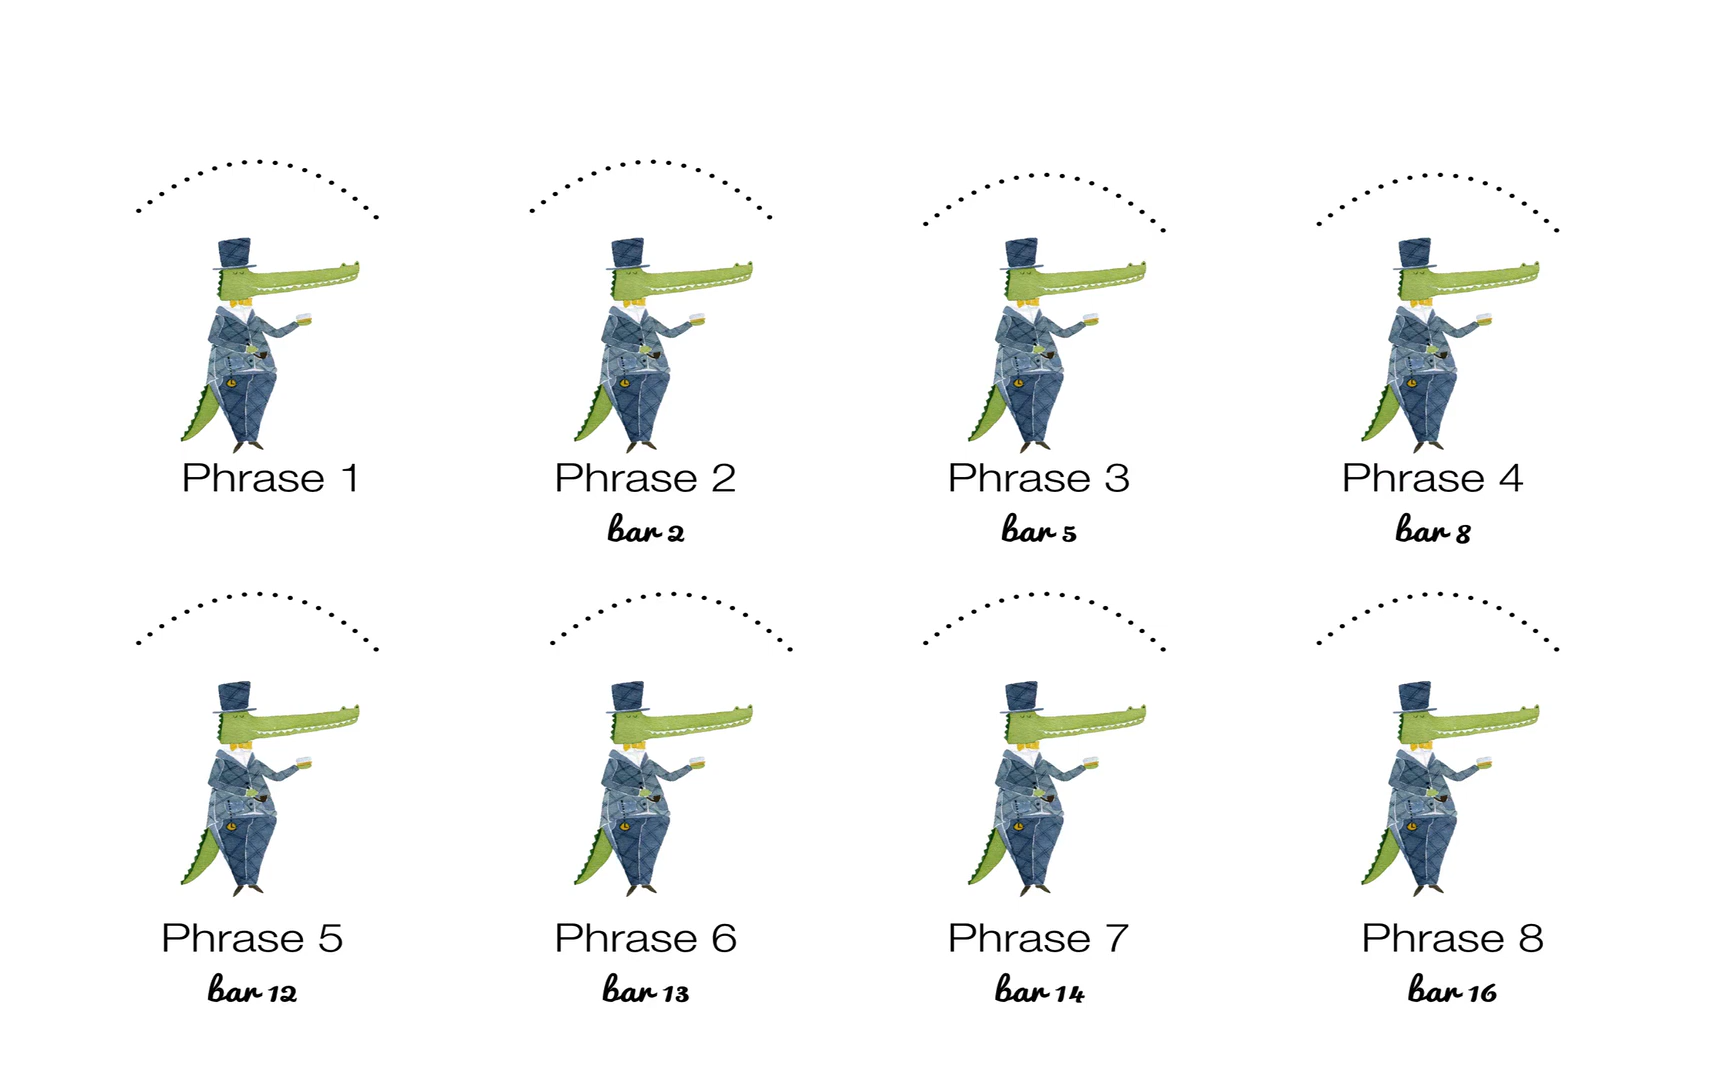 Phrase 1
Phrase 2
Phrase 3
Phrase 4
bar 2
bar 5
bar 8
Phrase 5
Phrase 6
Phrase 7
Phrase 8
bar 12
bar 13
bar 14
bar 16